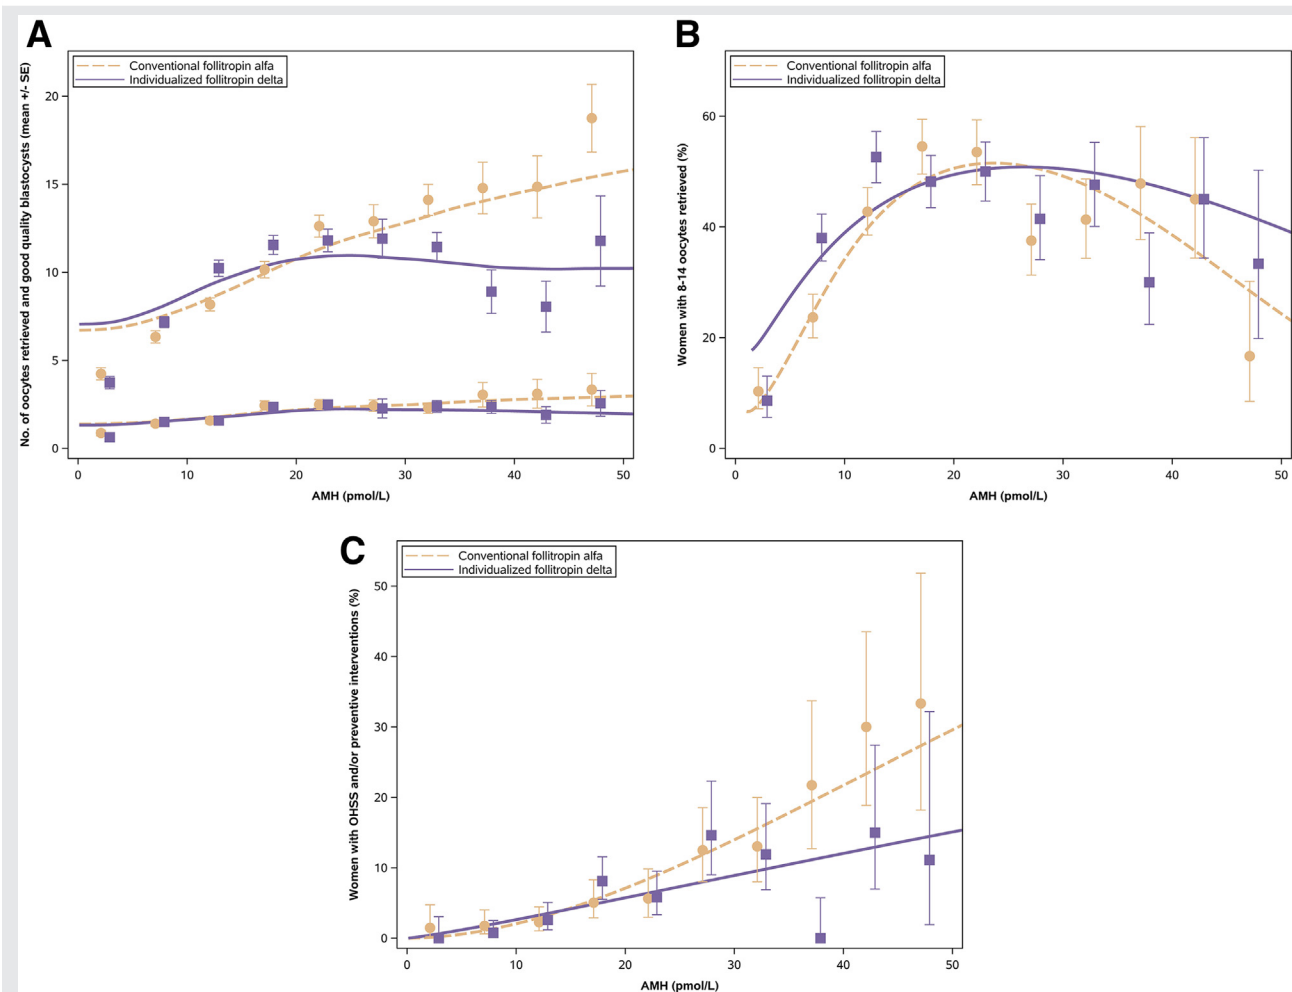 A
Conventional follitropin alfa
Individualized follitropin delta
No. of oocytes retrieved and good quality blastocysts (mean +/- SE)
20
15
10
5
0
0 10 20 30 40 50
AMH (pmol/L)
B
Conventional follitropin alfa
Individualized follitropin delta
Women with 8-14 oocytes retrieved (%)
60
40
20
0
0 10 20 30 40 50
AMH (pmol/L)
C
Conventional follitropin alfa
Individualized follitropin delta
Women with OHSS and/or preventive interventions (%)
50
40
30
20
10
0
0 10 20 30 40 50
AMH (pmol/L)